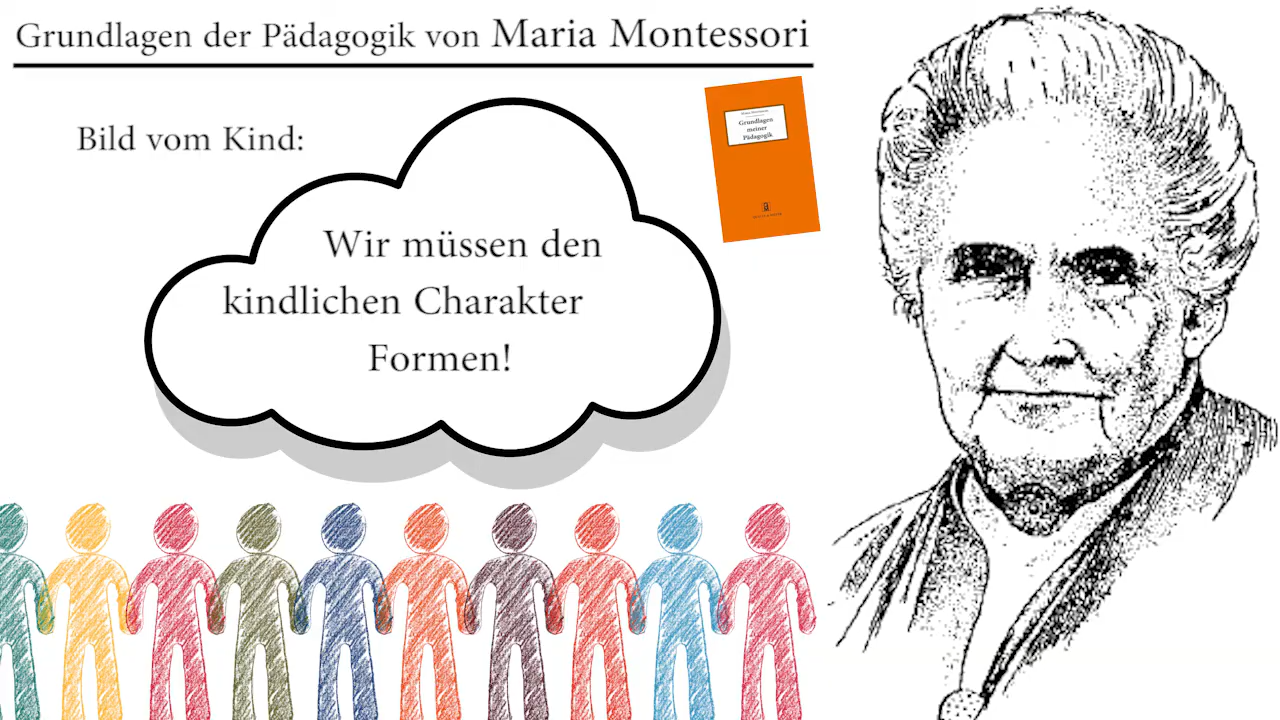 Grundlagen der Pädagogik von Maria Montessori
Bild vom Kind:
Wir müssen den
kindlichen Charakter
Formen!
Grundlagen
meiner
Pädagogik